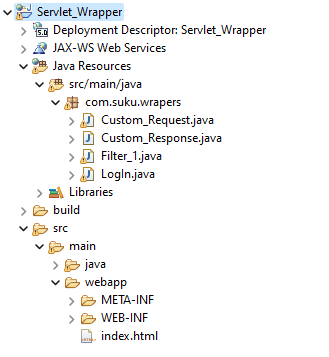 Servlet_Wrapper
Deployment Descriptor: Servlet_Wrapper
JAX-WS Web Services
Java Resources
src/main/java
com.suku.wrapers
Custom_Request.java
Custom_Response.java
Filter_1.java
LogIn.java
Libraries
build
src
main
java
webapp
META-INF
WEB-INF
index.html